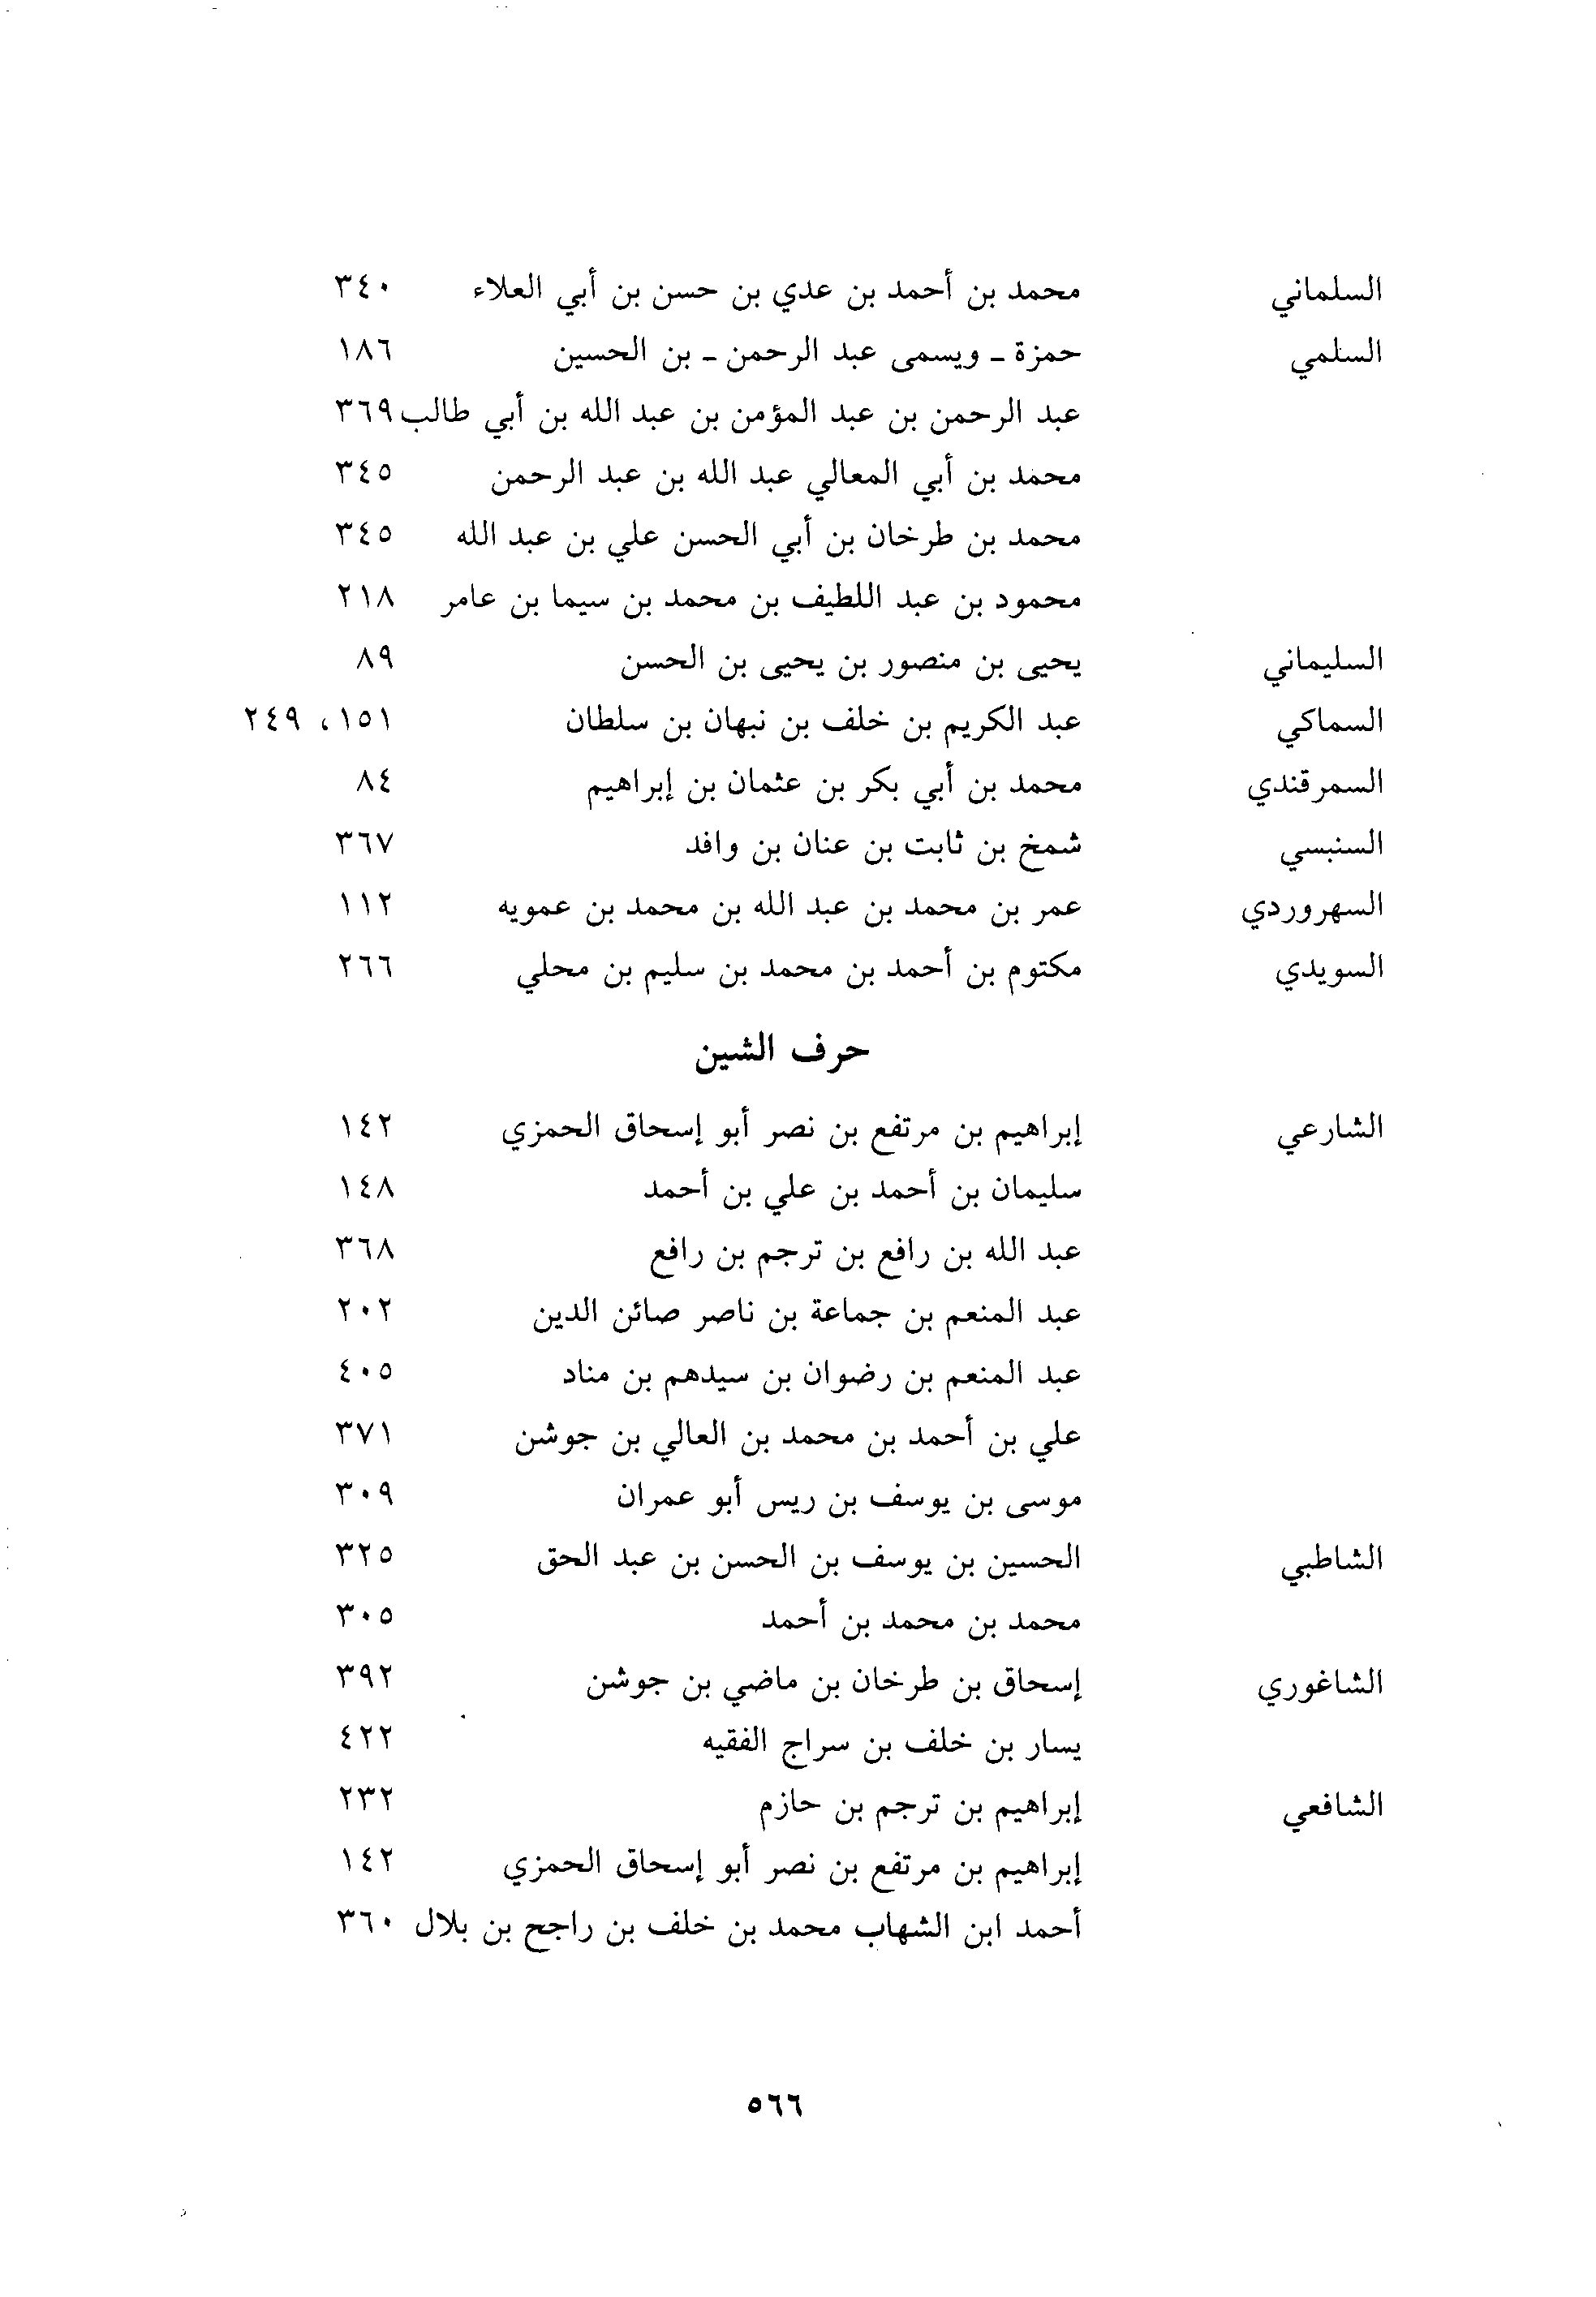 السلماني محمد بن أحمد بن عدي بن حسن بن أبي العلاء ٣٤٠
السلمي حمزة - ويسمى عبد الرحمن - بن الحسين ١٨٦
عبد الرحمن بن عبد المؤمن بن عبد الله بن أبي طالب ٣٦٩
محمد بن أبي المعالي عبد الله بن عبد الرحمن ٣٤٥
محمد بن طرخان بن أبي الحسن علي بن عبد الله ٣٤٥
محمود بن عبد اللطيف بن محمد بن سيما بن عامر ٢١٨
السليماني يحيى بن منصور بن يحيى بن الحسن ٨٩
السماكي عبد الكريم بن خلف بن نبهان بن سلطان ١٥١، ٢٤٩
السمرقندي محمد بن أبي بكر بن عثمان بن إبراهيم ٨٤
السنبسي شمخ بن ثابت بن عنان بن وافد ٣٦٧
السهروردي عمر بن محمد بن عبد الله بن محمد بن عمويه ١١٢
السويدي مكتوم بن أحمد بن محمد بن سليم بن محلي ٢٦٦
حرف الشين
الشارعي إبراهيم بن مرتفع بن نصر أبو إسحاق الحمزي ١٤٢
سليمان بن أحمد بن علي بن أحمد ١٤٨
عبد الله بن رافع بن ترجم بن رافع ٣٦٨
عبد المنعم بن جماعة بن ناصر صائن الدين ٢٠٢
عبد المنعم بن رضوان بن سيدهم بن مناد ٤٠٥
علي بن أحمد بن محمد بن العالي بن جوشن ٣٧١
موسى بن يوسف بن ريس أبو عمران ٣٠٩
الشاطبي الحسين بن يوسف بن الحسن بن عبد الحق ٣٢٥
محمد بن محمد بن أحمد ٣٠٥
الشاغوري إسحاق بن طرخان بن ماضي بن جوشن ٣٩٢
يسار بن خلف بن سراج الفقيه ٤٢٢
الشافعي إبراهيم بن ترجم بن حازم ٢٣٢
إبراهيم بن مرتفع بن نصر أبو إسحاق الحمزي ١٤٢
أحمد ابن الشهاب محمد بن خلف بن راجح بن بلال ٣٦٠
٥٦٦